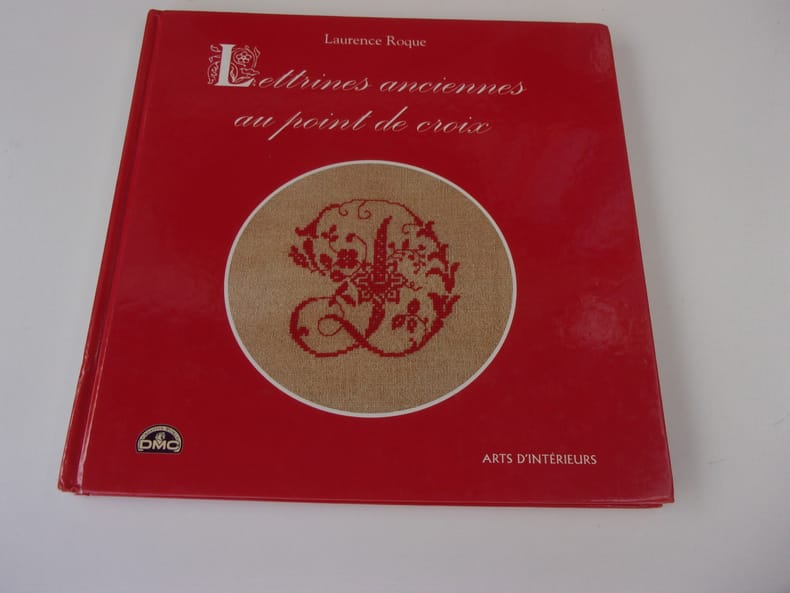 Laurence Roque
Lettrines anciennes
au point de croix
DMC
ARTS D'INTÉRIEURS